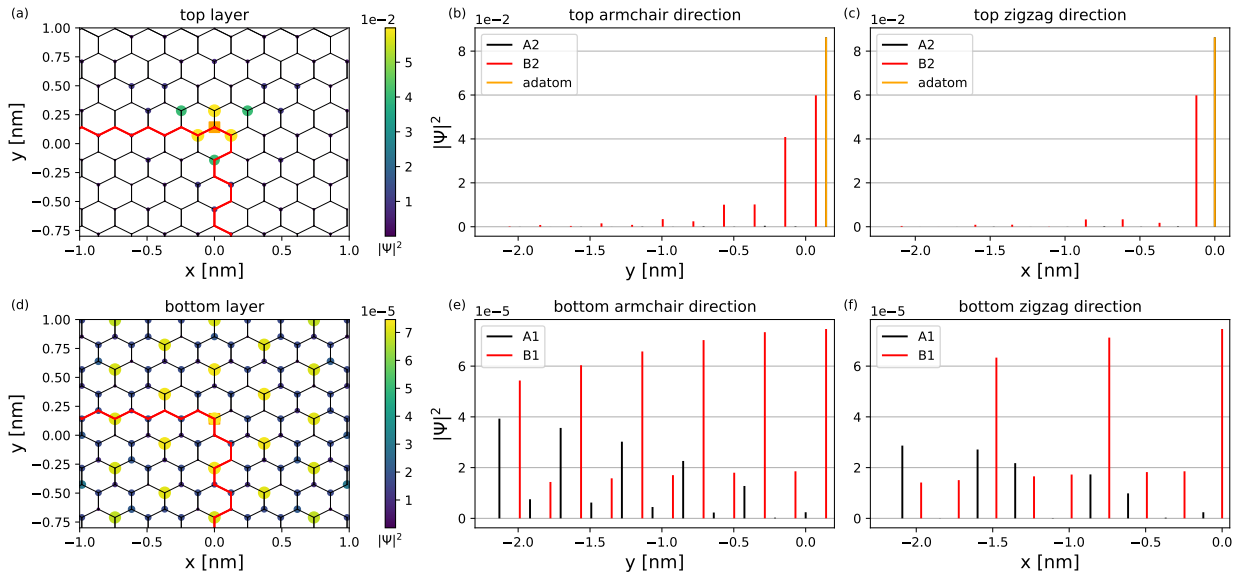 (a)
top layer
1e−2
y [nm]
1.00
0.75
0.50
0.25
0.00
−0.25
−0.50
−0.75
−1.0
−0.5
0.0
0.5
1.0
x [nm]
5
4
3
2
1
|Ψ|²
(b)
top armchair direction
1e−2
A2
B2
adatom
|Ψ|²
8
6
4
2
0
−2.0
−1.5
−1.0
−0.5
0.0
y [nm]
(c)
top zigzag direction
1e−2
A2
B2
adatom
8
6
4
2
0
−2.0
−1.5
−1.0
−0.5
0.0
x [nm]
(d)
bottom layer
1e−5
y [nm]
1.00
0.75
0.50
0.25
0.00
−0.25
−0.50
−0.75
−1.0
−0.5
0.0
0.5
1.0
x [nm]
7
6
5
4
3
2
1
|Ψ|²
(e)
bottom armchair direction
1e−5
A1
B1
|Ψ|²
6
4
2
0
−2.0
−1.5
−1.0
−0.5
0.0
y [nm]
(f)
bottom zigzag direction
1e−5
A1
B1
6
4
2
0
−2.0
−1.5
−1.0
−0.5
0.0
x [nm]